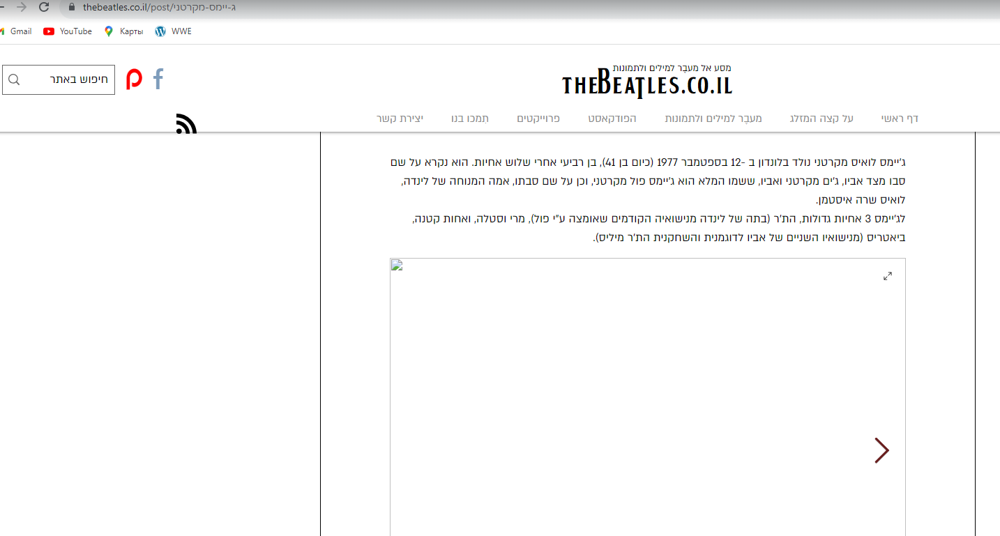 thebeatles.co.il/post/ג-יימס-מקרטני
Gmail YouTube Карты WWE
מסע אל מעבֶר למילים ולתמונות
THEBEATLES.CO.IL
חיפוש באתר
דף ראשי על קצה המזלג מעבֶר למילים ולתמונות הפודקאסט פרוייקטים תִמכו בנו יצירת קשר
ג'יימס לואיס מקרטני נולד בלונדון ב -12 בספטמבר 1977 (כיום בן 41), בן רביעי אחרי שלוש אחיות. הוא נקרא על שם
סבו מצד אביו, ג'ים מקרטני ואביו, ששמו המלא הוא ג'יימס פול מקרטני, וכן על שם סבתו, אמה המנוחה של לינדה,
לואיס שרה איסטמן.
לג'יימס 3 אחיות גדולות, הת'ר (בתה של לינדה מנישואיה הקודמים שאומצה ע"י פול), מרי וסטלה, ואחות קטנה,
ביאטריס (מנישואיו השניים של אביו לדוגמנית והשחקנית הת'ר מיליס).